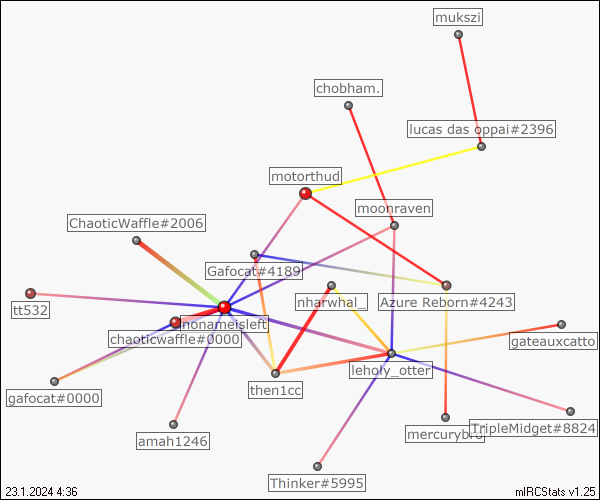 mukszi
chobham.
lucas das oppai#2396
motorthud
moonraven
ChaoticWaffle#2006
Gafocat#4189
nharwhal_
Azure Reborn#4243
tt532
nonameisleft
chaoticwaffle#0000
gateauxcatto
leholy_otter
then1cc
gafocat#0000
amah1246
TripleMidget#8824
Thinker#5995
23.1.2024 4:36
mIRCStats v1.25